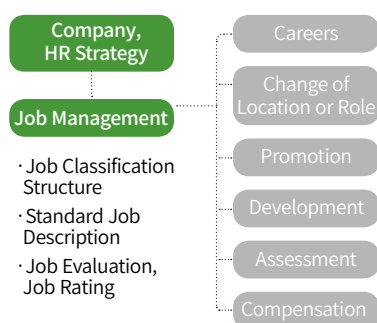 Company,
HR Strategy
Job Management
· Job Classification
Structure
· Standard Job
Description
· Job Evaluation,
Job Rating
Careers
Change of
Location or Role
Promotion
Development
Assessment
Compensation